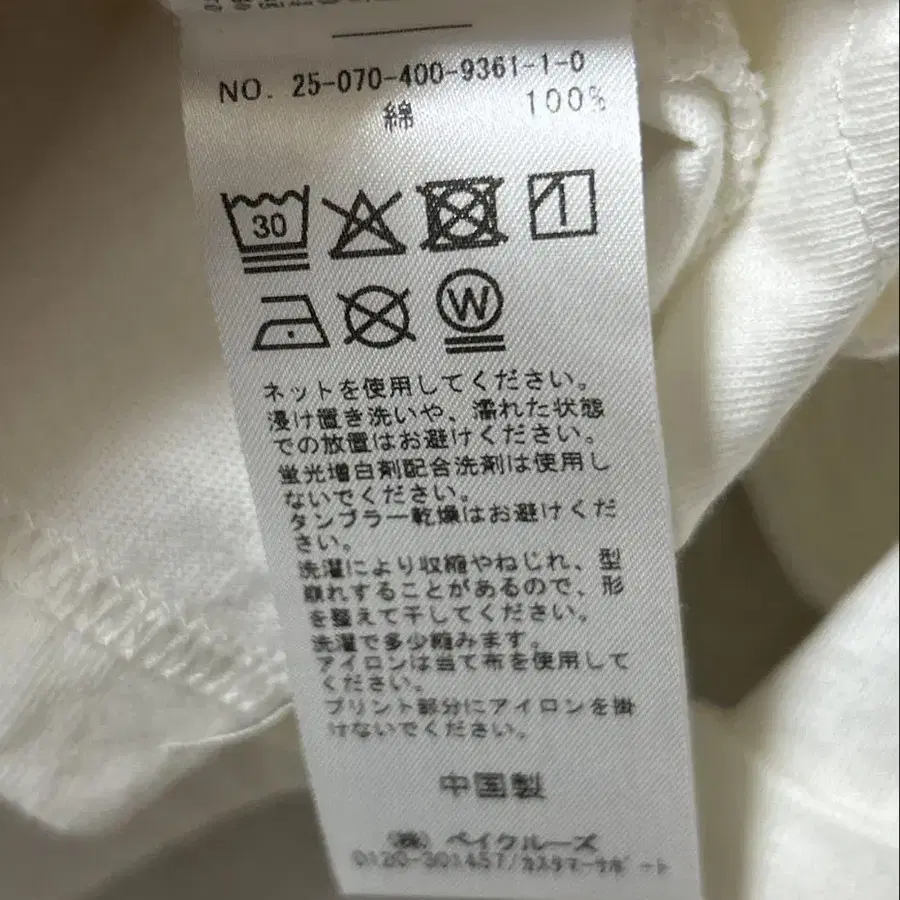 NO. 25-070-400-9361-1-0
綿 100%
30
W
ネットを使用してください。
浸け置き洗いや、濡れた状態
での放置はお避けください。
蛍光増白剤配合洗剤は使用し
ないでください。
タンブラー乾燥はお避けくだ
さい。
洗濯により収縮やねじれ、型
崩れすることがあるので、形
を整えて干してください。
洗濯で多少縮みます。
アイロンは当て布を使用して
ください。
プリント部分にアイロンを掛
けないでください。
中国製
(株) ベイクルーズ
0120-301457/カスタマーサポート